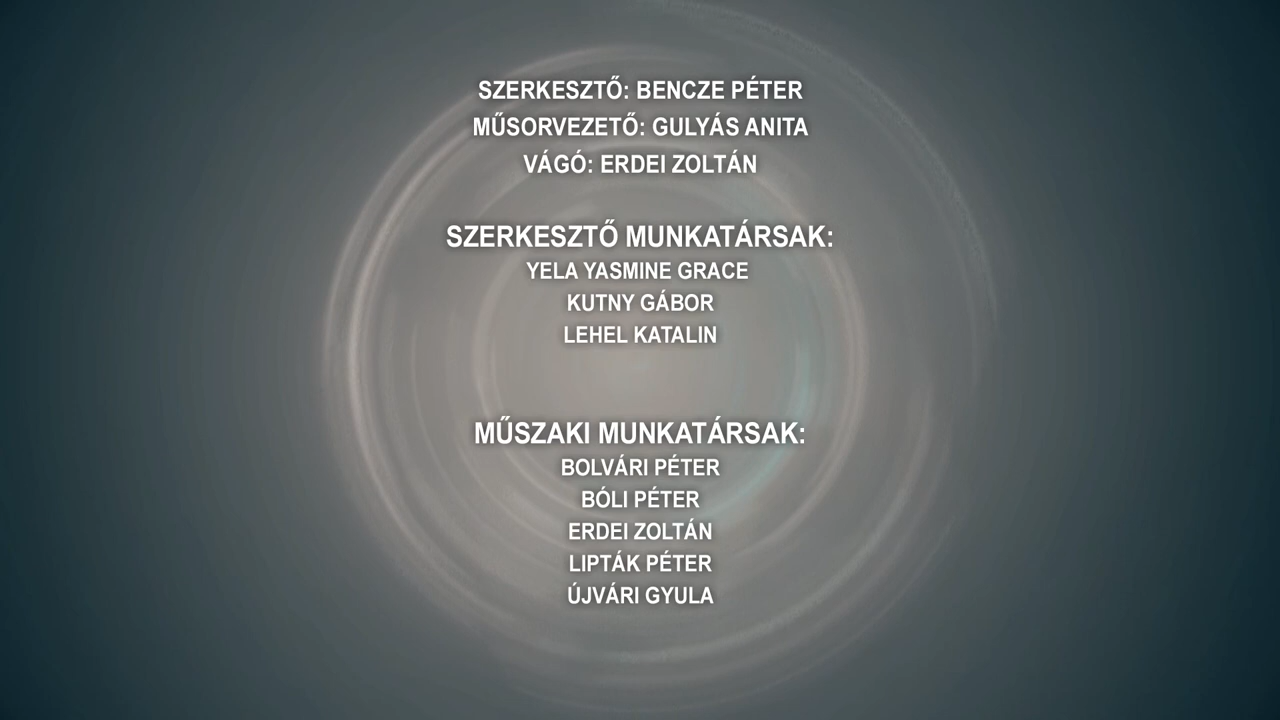 SZERKESZTŐ: BENCZE PÉTER
MŰSORVEZETŐ: GULYÁS ANITA
VÁGÓ: ERDEI ZOLTÁN
SZERKESZTŐ MUNKATÁRSAK:
YELA YASMINE GRACE
KUTNY GÁBOR
LEHEL KATALIN
MŰSZAKI MUNKATÁRSAK:
BOLVÁRI PÉTER
BÓLI PÉTER
ERDEI ZOLTÁN
LIPTÁK PÉTER
ÚJVÁRI GYULA